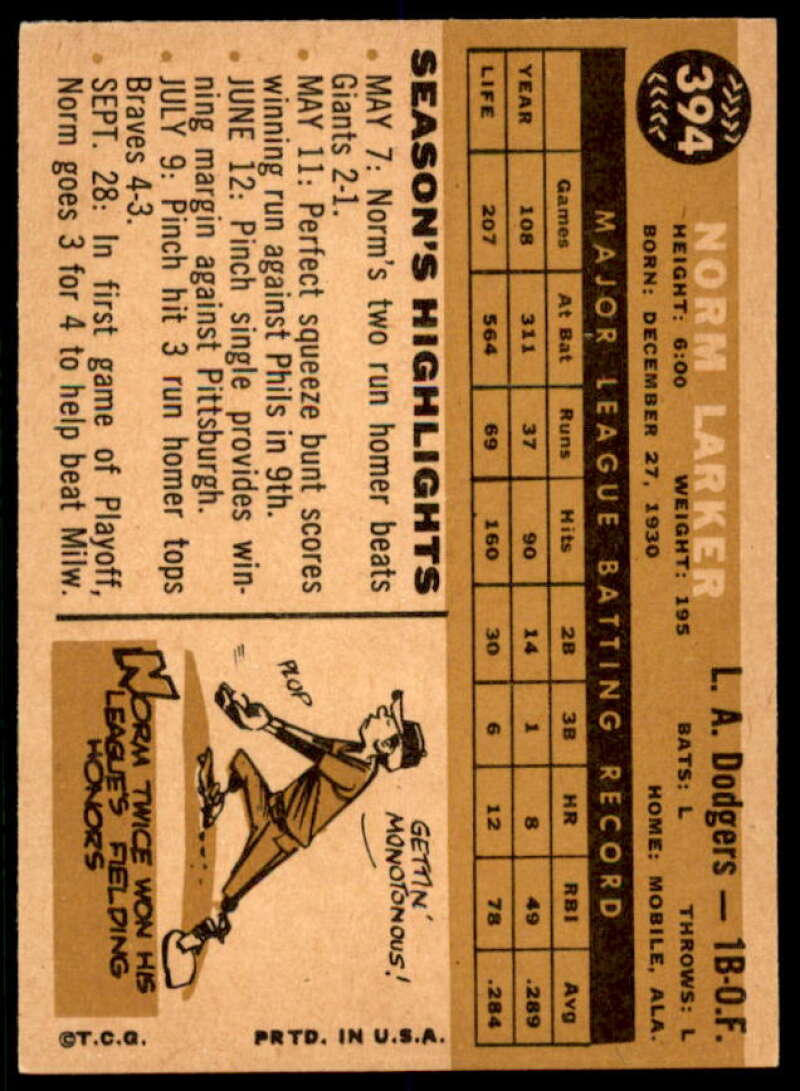 394
NORM LARKER
L. A. Dodgers — 1B-O.F.
HEIGHT: 6:00 WEIGHT: 195 BATS: L THROWS: L
BORN: DECEMBER 27, 1930 HOME: MOBILE, ALA.
MAJOR LEAGUE BATTING RECORD
Games At Bat Runs Hits 2B 3B HR RBI Avg
YEAR 108 311 37 90 14 1 8 49 .289
LIFE 207 564 69 160 30 6 12 78 .284
SEASON'S HIGHLIGHTS
• MAY 7: Norm's two run homer beats
Giants 2-1.
• MAY 11: Perfect squeeze bunt scores
winning run against Phils in 9th.
• JUNE 12: Pinch single provides win-
ning margin against Pittsburgh.
• JULY 9: Pinch hit 3 run homer tops
Braves 4-3.
• SEPT. 28: In first game of Playoff,
Norm goes 3 for 4 to help beat Milw.
GETTIN'
MONOTONOUS!
PLOP
NORM TWICE WON HIS
LEAGUE'S FIELDING
HONORS
©T.C.G.
PRTD. IN U.S.A.